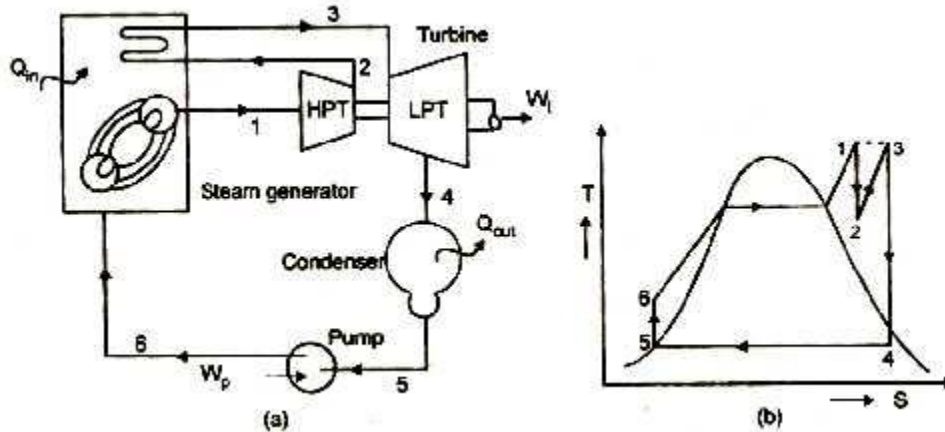 3
Turbine
Q_in
2
HPT
LPT
W_t
1
Steam generator
4
Q_out
Condenser
Pump
6
W_p
5
(a)
T
1
3
2
6
5
4
S
(b)